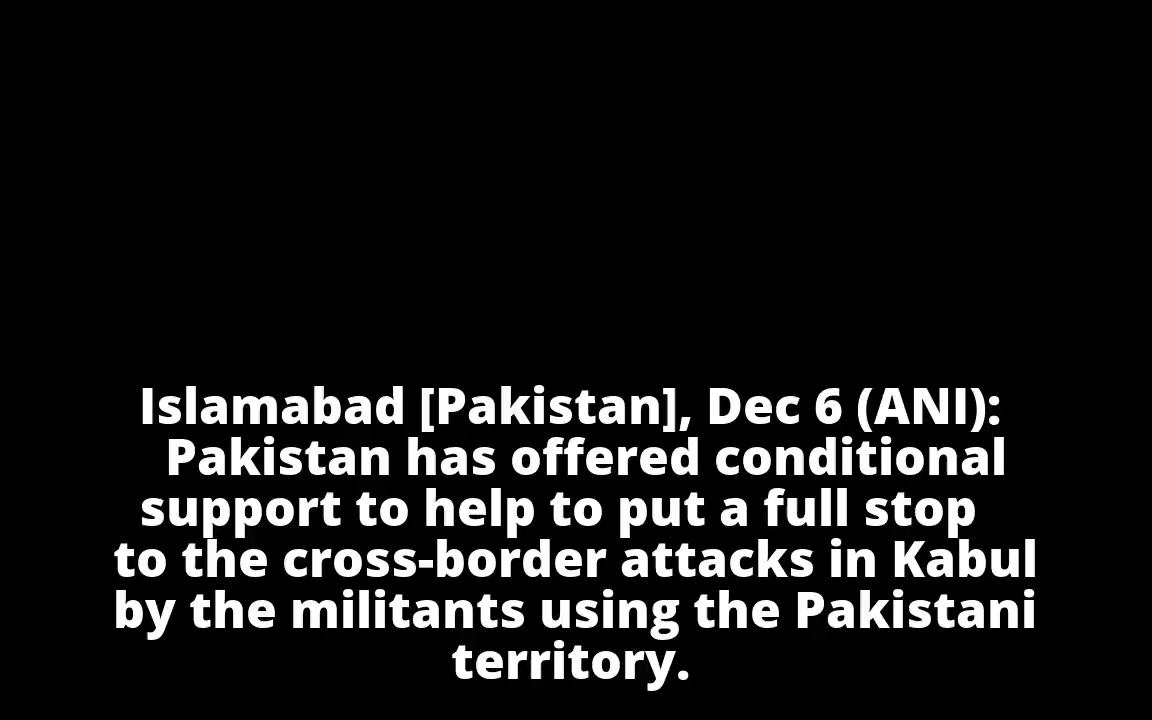 Islamabad [Pakistan], Dec 6 (ANI):
Pakistan has offered conditional
support to help to put a full stop
to the cross-border attacks in Kabul
by the militants using the Pakistani
territory.